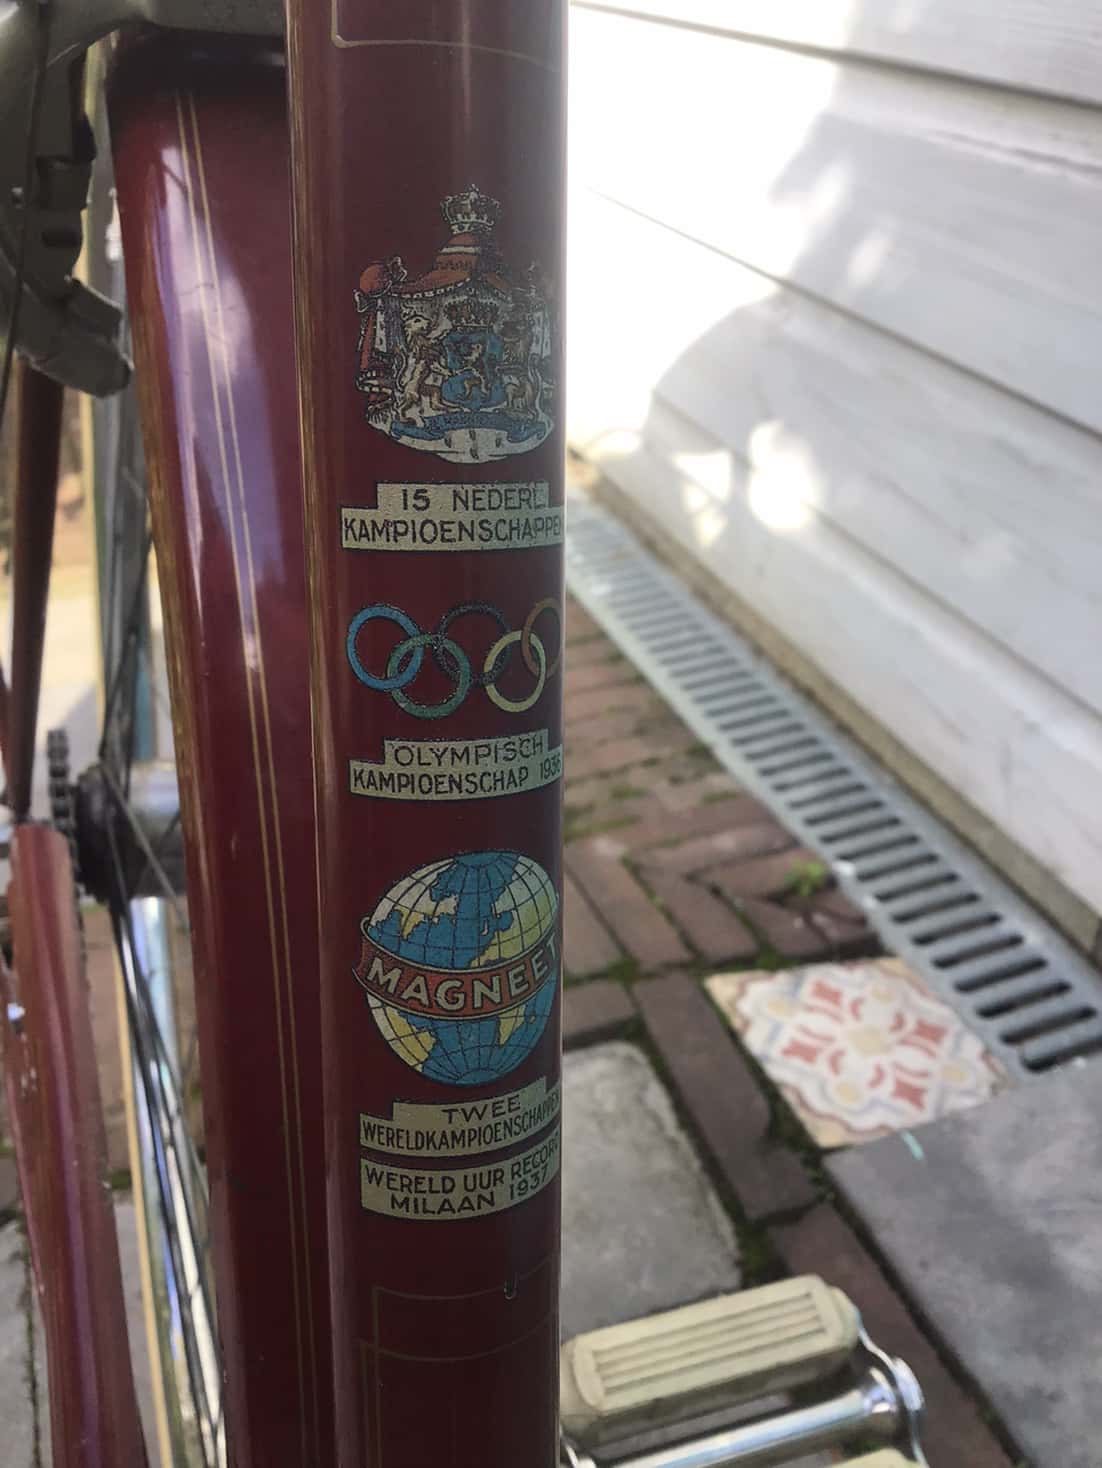 15 NEDERL
KAMPIOENSCHAPPEN
OLYMPISCH
KAMPIOENSCHAP 1936
MAGNEET
TWEE
WERELDKAMPIOENSCHAPPEN
WERELD UUR RECORD
MILAAN 1937